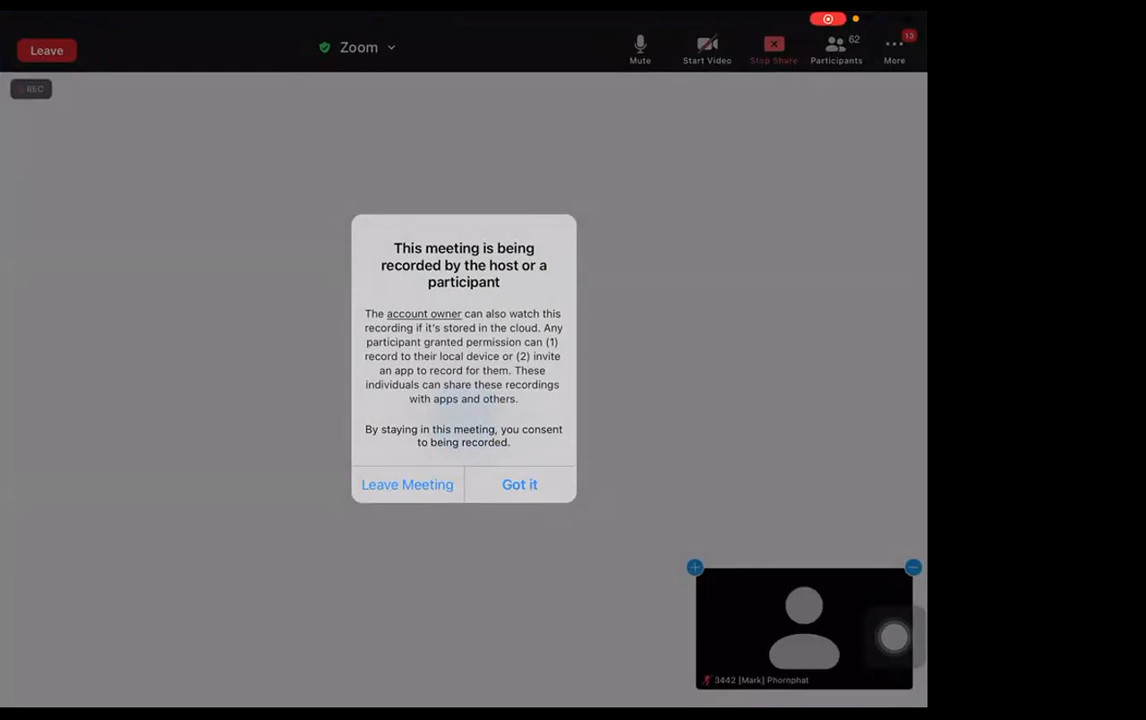 Leave
Zoom
Mute
Start Video
Stop Share
62
Participants
13
More
REC
This meeting is being
recorded by the host or a
participant
The account owner can also watch this
recording if it's stored in the cloud. Any
participant granted permission can (1)
record to their local device or (2) invite
an app to record for them. These
individuals can share these recordings
with apps and others.
By staying in this meeting, you consent
to being recorded.
Leave Meeting
Got it
3442 [Mark] Phornphat